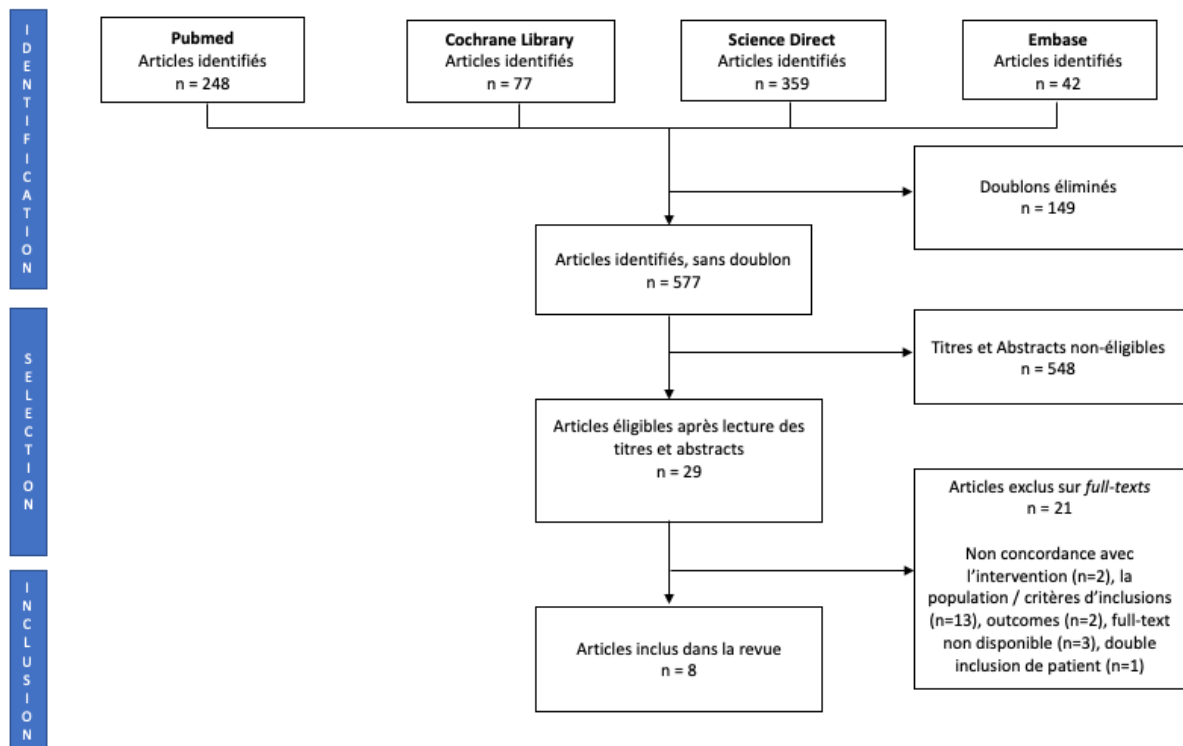 IDENTIFICATION
Pubmed
Articles identifiés
n = 248
Cochrane Library
Articles identifiés
n = 77
Science Direct
Articles identifiés
n = 359
Embase
Articles identifiés
n = 42
Doublons éliminés
n = 149
Articles identifiés, sans doublon
n = 577
SELECTION
Titres et Abstracts non-éligibles
n = 548
Articles éligibles après lecture des
titres et abstracts
n = 29
Articles exclus sur full-texts
n = 21
Non concordance avec
l’intervention (n=2), la
population / critères d’inclusions
(n=13), outcomes (n=2), full-text
non disponible (n=3), double
inclusion de patient (n=1)
INCLUSION
Articles inclus dans la revue
n = 8